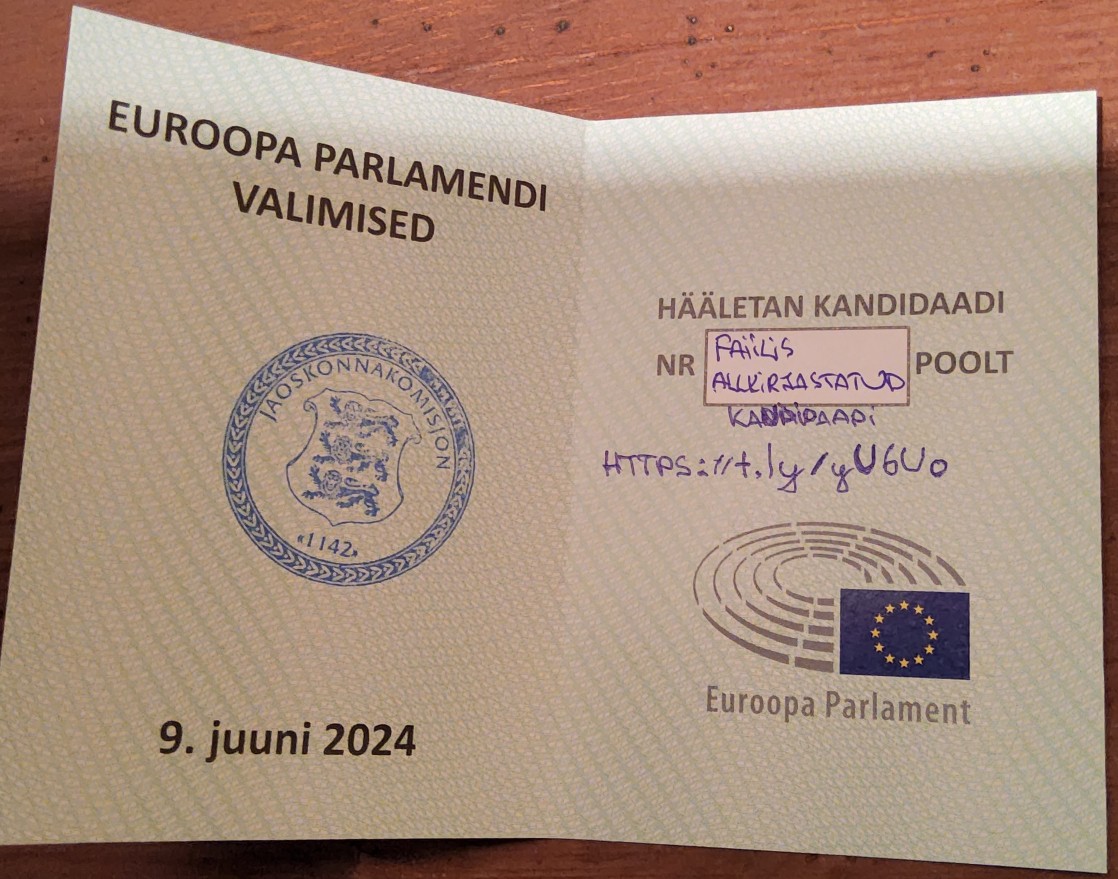 EUROOPA PARLAMENDI
VALIMISED
JAOSKONNAKOMISJON
«1142»
9. juuni 2024
HÄÄLETAN KANDIDAADI
NR FAILIS POOLT
ALLKIRJASTATUD
KANDIDAADI
HTTPS://t.ly/yU6Uo
Euroopa Parlament